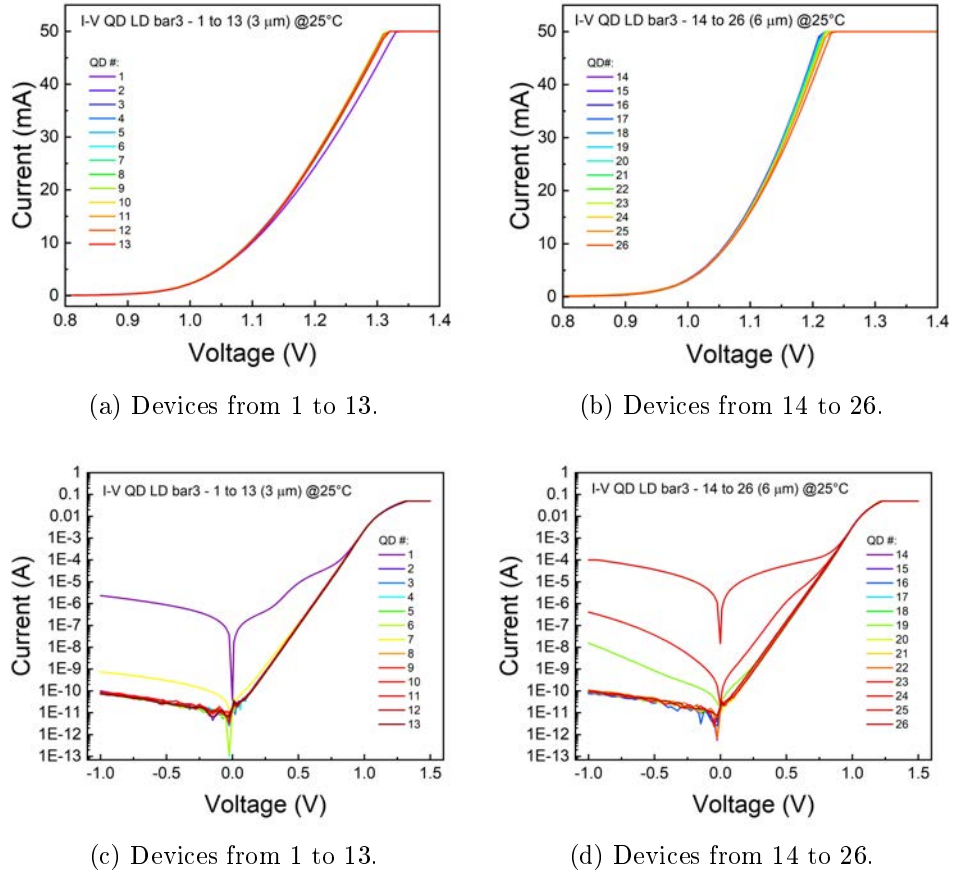 I-V QD LD bar3 - 1 to 13 (3 µm) @25°C
QD #:
1
2
3
4
5
6
7
8
9
10
11
12
13
Current (mA)
50
40
30
20
10
0
0.8 0.9 1.0 1.1 1.2 1.3 1.4
Voltage (V)
(a) Devices from 1 to 13.
I-V QD LD bar3 - 14 to 26 (6 µm) @25°C
QD#:
14
15
16
17
18
19
20
21
22
23
24
25
26
Current (mA)
50
40
30
20
10
0
0.8 0.9 1.0 1.1 1.2 1.3 1.4
Voltage (V)
(b) Devices from 14 to 26.
I-V QD LD bar3 - 1 to 13 (3 µm) @25°C
QD #:
1
2
3
4
5
6
7
8
9
10
11
12
13
Current (A)
1
0.1
0.01
1E-3
1E-4
1E-5
1E-6
1E-7
1E-8
1E-9
1E-10
1E-11
1E-12
1E-13
-1.0 -0.5 0.0 0.5 1.0 1.5
Voltage (V)
(c) Devices from 1 to 13.
I-V QD LD bar3 - 14 to 26 (6 µm) @25°C
QD #:
14
15
16
17
18
19
20
21
22
23
24
25
26
Current (A)
1
0.1
0.01
1E-3
1E-4
1E-5
1E-6
1E-7
1E-8
1E-9
1E-10
1E-11
1E-12
1E-13
-1.0 -0.5 0.0 0.5 1.0 1.5
Voltage (V)
(d) Devices from 14 to 26.